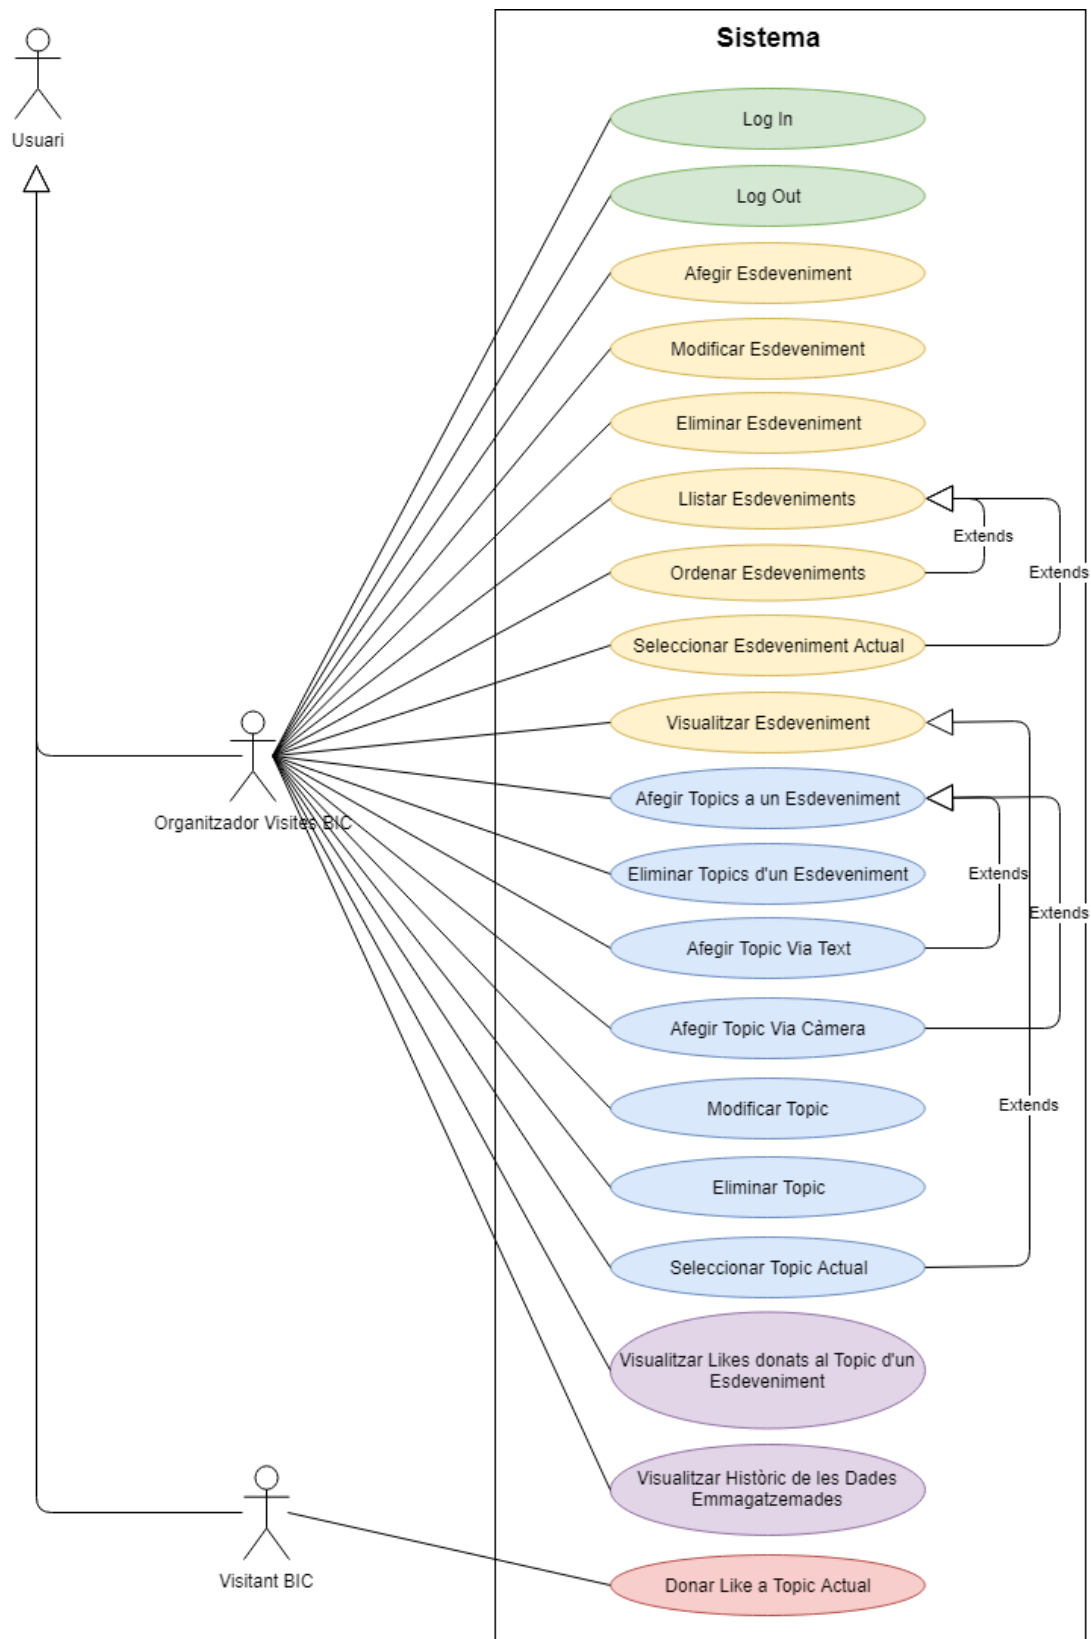 Sistema
Usuari
Log In
Log Out
Afegir Esdeveniment
Modificar Esdeveniment
Eliminar Esdeveniment
Llistar Esdeveniments
Extends
Ordenar Esdeveniments
Extends
Seleccionar Esdeveniment Actual
Visualitzar Esdeveniment
Organitzador Visites BIC
Afegir Topics a un Esdeveniment
Eliminar Topics d'un Esdeveniment
Extends
Extends
Afegir Topic Via Text
Afegir Topic Via Càmera
Modificar Topic
Extends
Eliminar Topic
Seleccionar Topic Actual
Visualitzar Likes donats al Topic d'un
Esdeveniment
Visualitzar Històric de les Dades
Emmagatzemades
Visitant BIC
Donar Like a Topic Actual